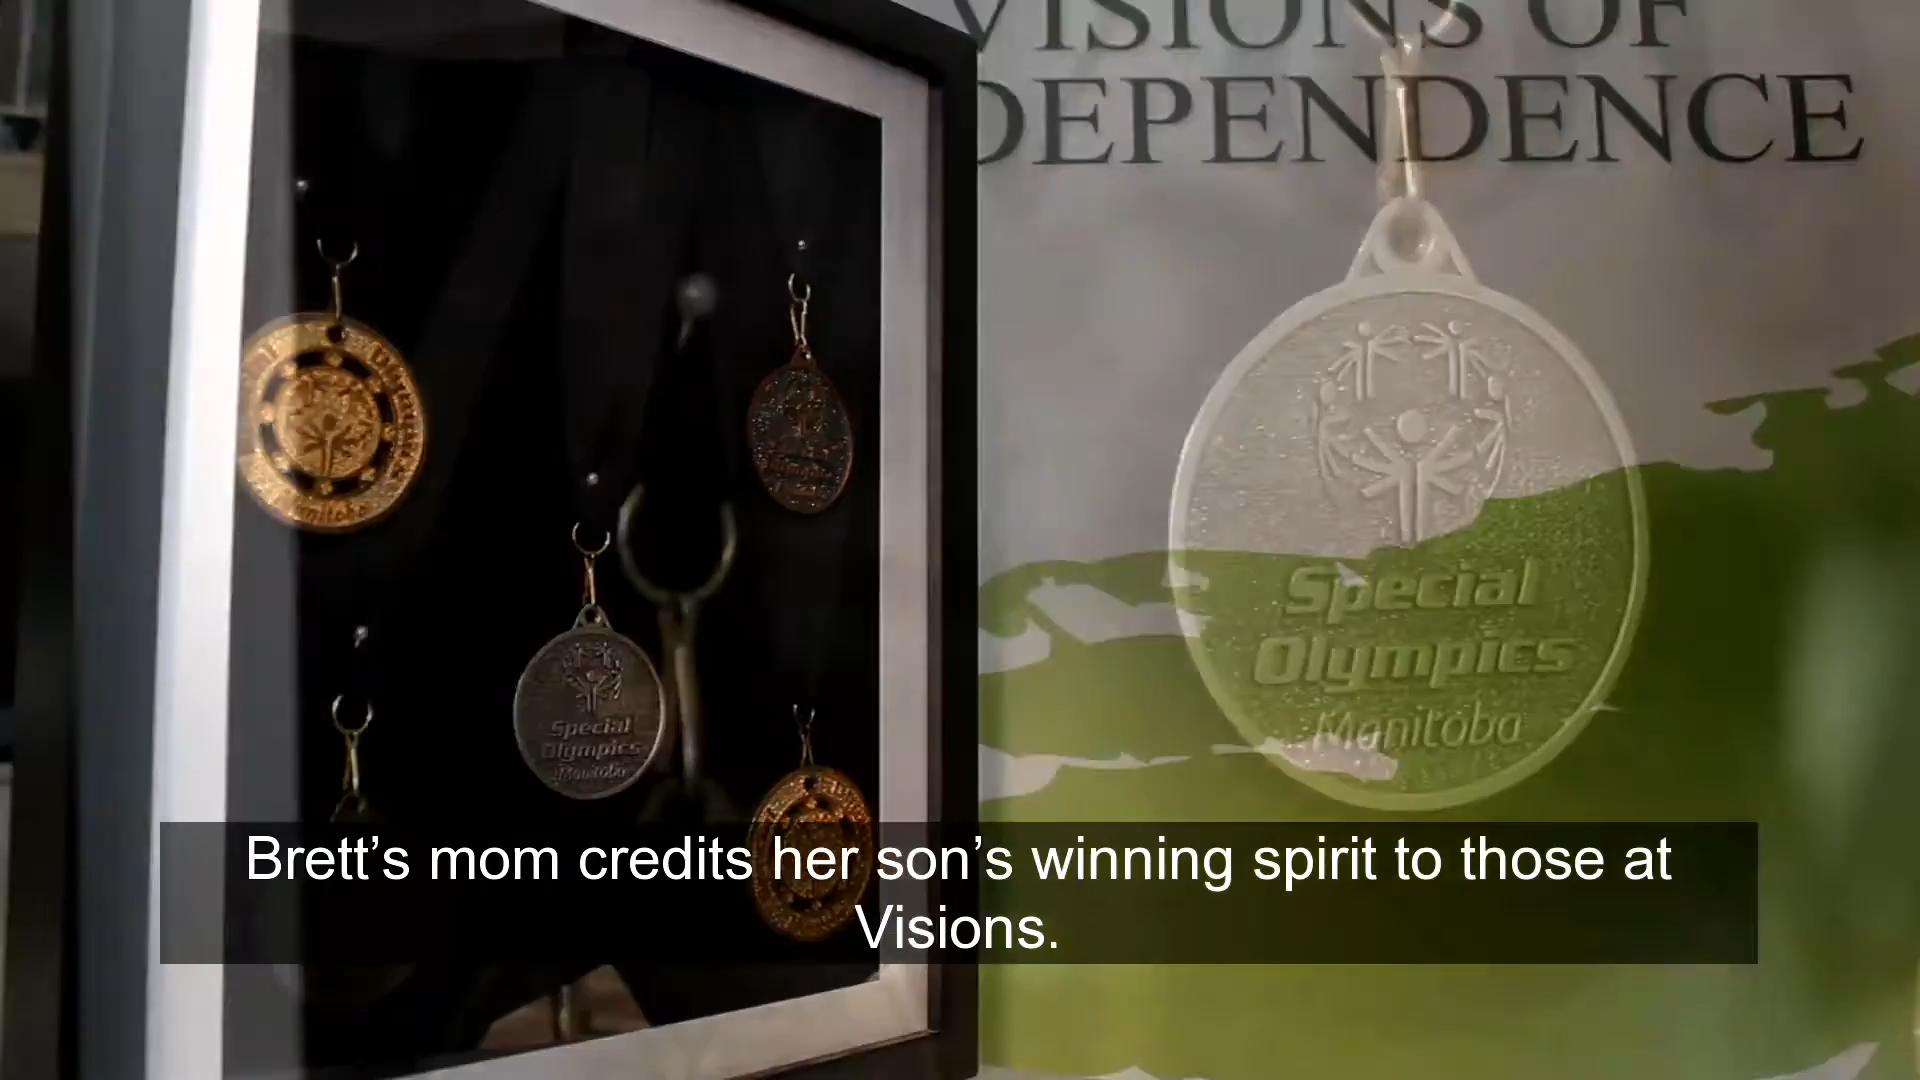 VISIONS OF
DEPENDENCE
Special
Olympics
Manitoba
Special
Olympics
Manitoba
Brett’s mom credits her son’s winning spirit to those at
Visions.